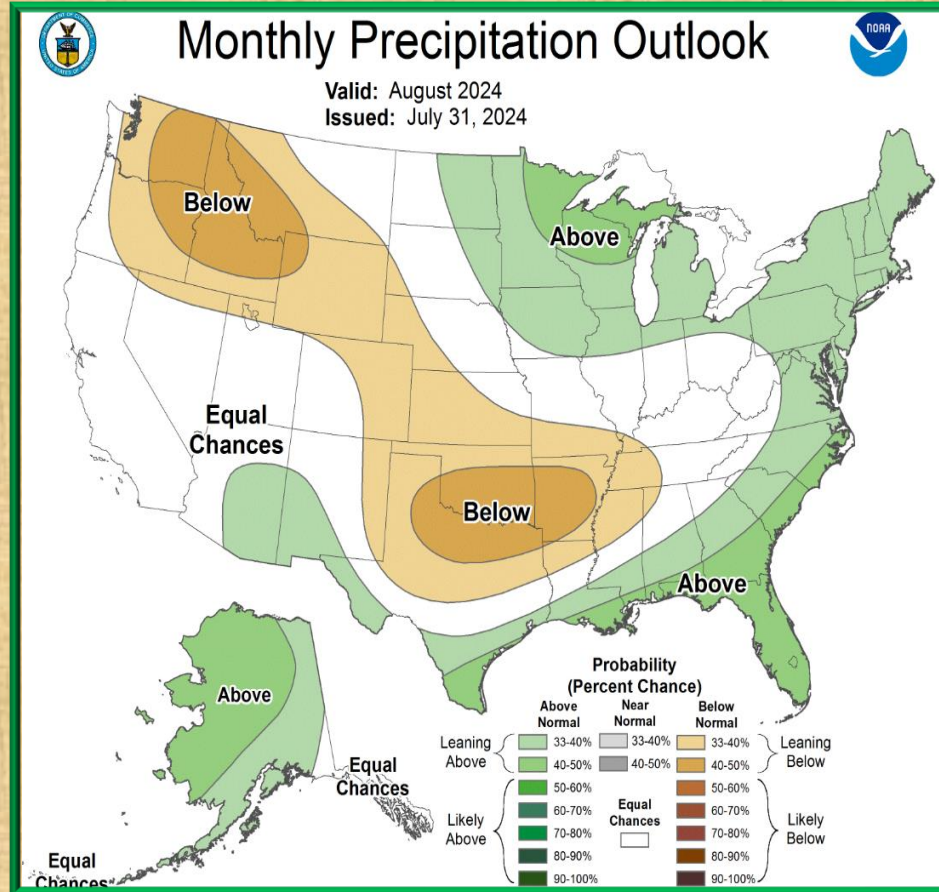 Monthly Precipitation Outlook
NOAA
Valid: August 2024
Issued: July 31, 2024
Below
Above
Equal
Chances
Below
Above
Above
Equal
Chances
Equal
Chances
Probability
(Percent Chance)
Above
Normal
Near
Normal
Below
Normal
Leaning
Above
33-40%
33-40%
33-40%
Leaning
Below
40-50%
40-50%
40-50%
Likely
Above
50-60%
50-60%
60-70%
Equal
Chances
60-70%
70-80%
70-80%
Likely
Below
80-90%
80-90%
90-100%
90-100%